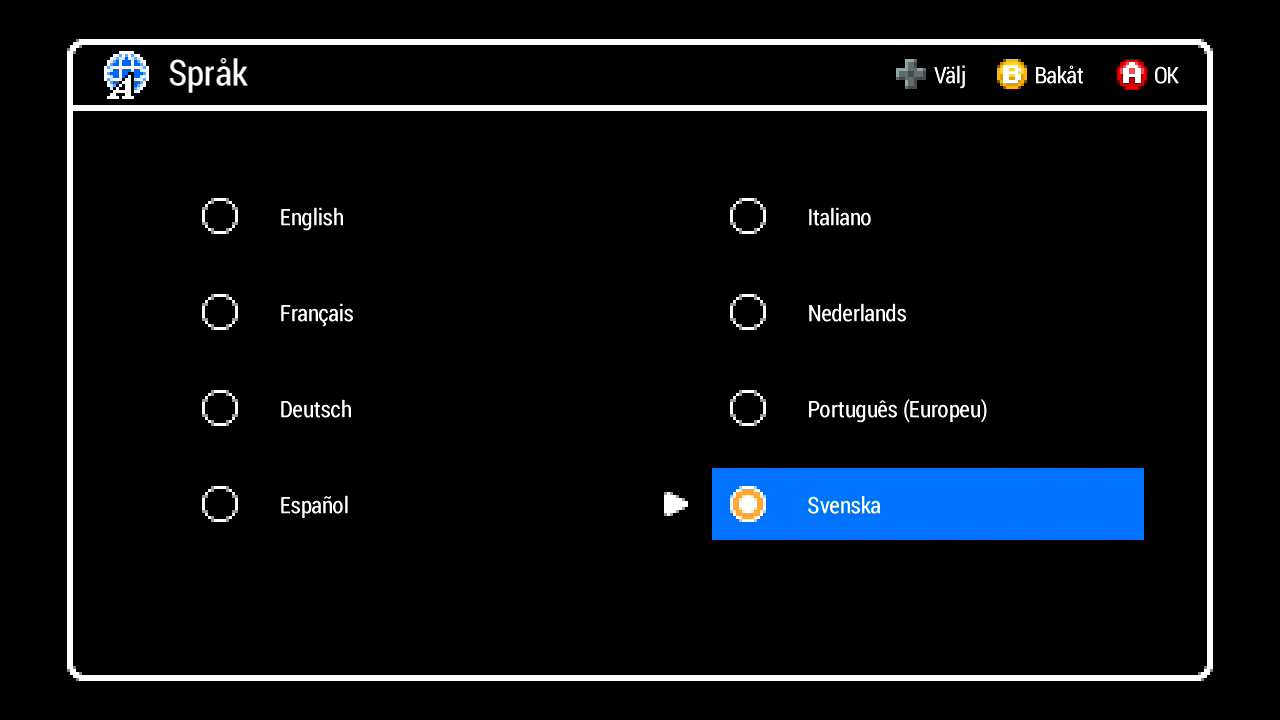 Språk
Välj
B Bakåt
A OK
English
Français
Deutsch
Español
Italiano
Nederlands
Português (Europeu)
Svenska